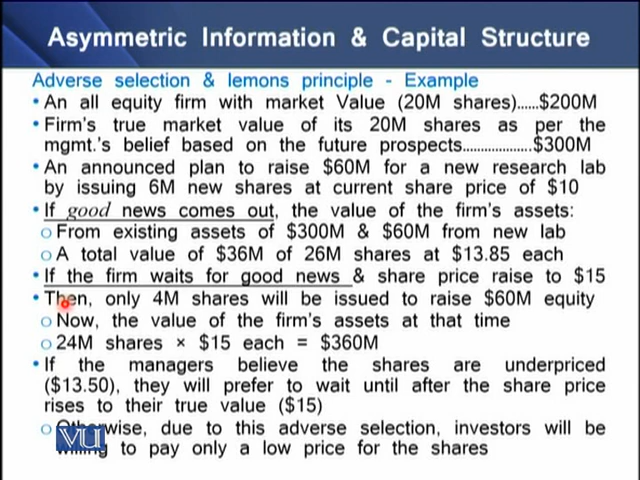 Asymmetric Information & Capital Structure
Adverse selection & lemons principle - Example
• An all equity firm with market Value (20M shares)......$200M
• Firm's true market value of its 20M shares as per the
mgmt.'s belief based on the future prospects...................$300M
• An announced plan to raise $60M for a new research lab
by issuing 6M new shares at current share price of $10
• If good news comes out, the value of the firm's assets:
o From existing assets of $300M & $60M from new lab
o A total value of $36M of 26M shares at $13.85 each
• If the firm waits for good news & share price raise to $15
• Then, only 4M shares will be issued to raise $60M equity
o Now, the value of the firm's assets at that time
o 24M shares × $15 each = $360M
• If the managers believe the shares are underpriced
($13.50), they will prefer to wait until after the share price
rises to their true value ($15)
o Otherwise, due to this adverse selection, investors will be
willing to pay only a low price for the shares
VU